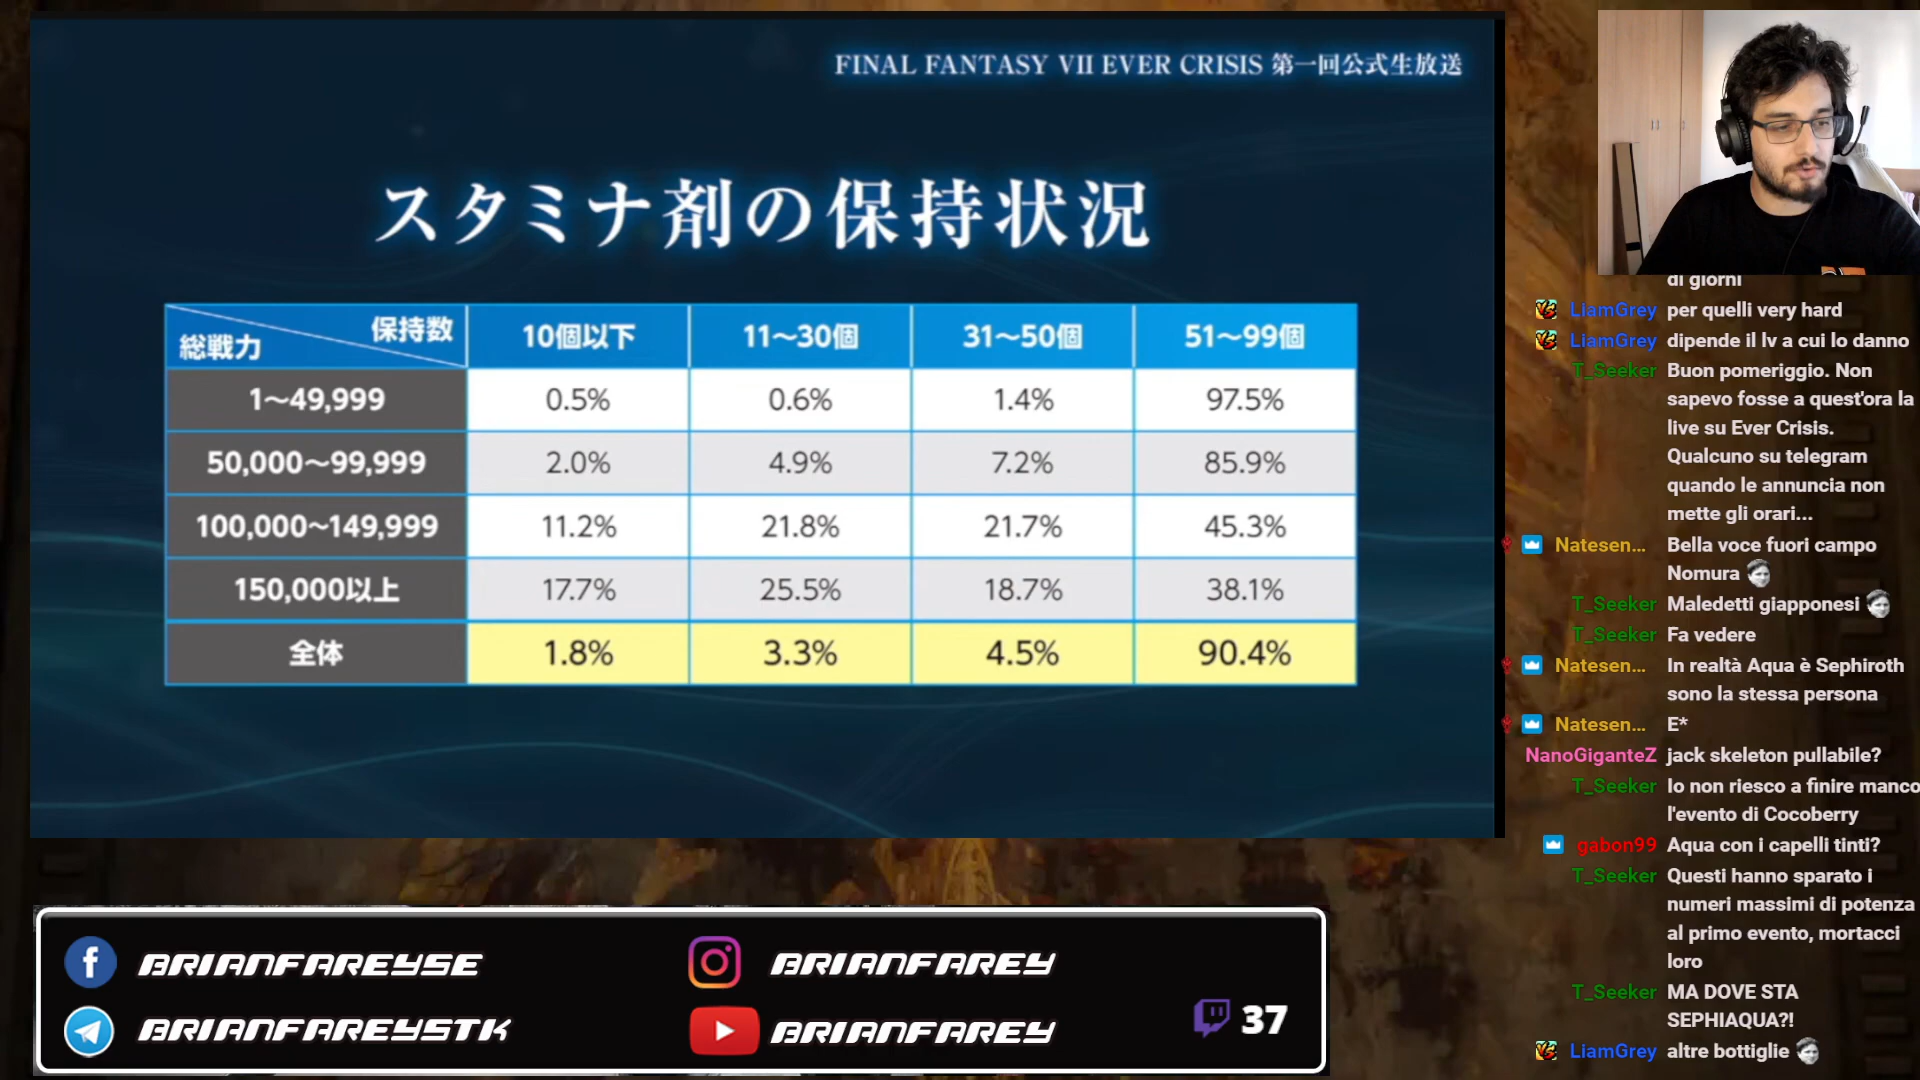 FINAL FANTASY VII EVER CRISIS 第一回公式生放送
スタミナ剤の保持状況
総戦力 保持数 10個以下 11〜30個 31〜50個 51〜99個
1〜49,999 0.5% 0.6% 1.4% 97.5%
50,000〜99,999 2.0% 4.9% 7.2% 85.9%
100,000〜149,999 11.2% 21.8% 21.7% 45.3%
150,000以上 17.7% 25.5% 18.7% 38.1%
全体 1.8% 3.3% 4.5% 90.4%
di giorni
LiamGrey per quelli very hard
LiamGrey dipende il lv a cui lo danno
T_Seeker Buon pomeriggio. Non
sapevo fosse a quest'ora la
live su Ever Crisis.
Qualcuno su telegram
quando le annuncia non
mette gli orari...
Natesen... Bella voce fuori campo
Nomura
T_Seeker Maledetti giapponesi
T_Seeker Fa vedere
Natesen... In realtà Aqua è Sephiroth
sono la stessa persona
Natesen... E*
NanoGiganteZ jack skeleton pullabile?
T_Seeker Io non riesco a finire manco
l'evento di Cocoberry
gabon99 Aqua con i capelli tinti?
T_Seeker Questi hanno sparato i
numeri massimi di potenza
al primo evento, mortacci
loro
T_Seeker MA DOVE STA
SEPHIAQUA?!
LiamGrey altre bottiglie
BRIANFAREYSE
BRIANFAREY
BRIANFAREYSTK
BRIANFAREY
37